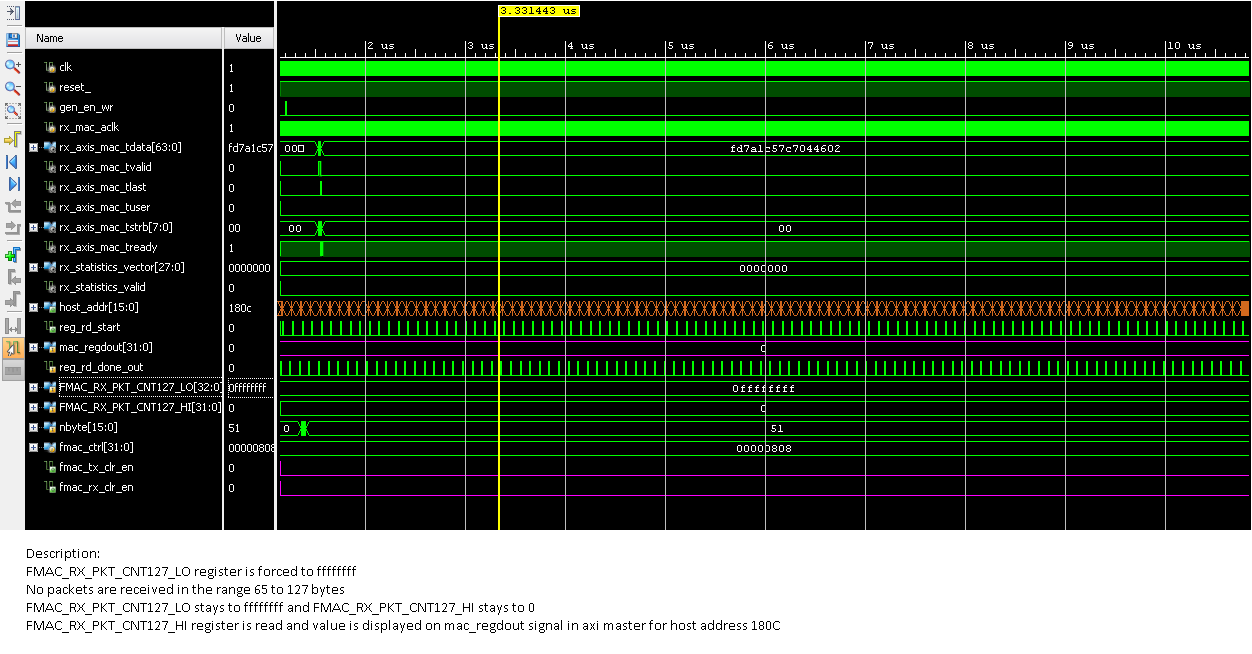 3.331443 us
Name Value
2 us 3 us 4 us 5 us 6 us 7 us 8 us 9 us 10 us
clk 1
reset_ 1
gen_en_wr 0
rx_mac_aclk 1
rx_axis_mac_tdata[63:0] fd7a1c57 00 fd7a1c57c7044602
rx_axis_mac_tvalid 0
rx_axis_mac_tlast 0
rx_axis_mac_tuser 0
rx_axis_mac_tstrb[7:0] 00 00 00
rx_axis_mac_tready 1
rx_statistics_vector[27:0] 0000000 0000000
rx_statistics_valid 0
host_addr[15:0] 180c
reg_rd_start 0
mac_regdout[31:0] 0 0
reg_rd_done_out 0
FMAC_RX_PKT_CNT127_LO[32:0] 0ffffffff 0ffffffff
FMAC_RX_PKT_CNT127_HI[31:0] 0 0
nbyte[15:0] 51 0 51
fmac_ctrl[31:0] 00000808 00000808
fmac_tx_clr_en 0
fmac_rx_clr_en 0
Description:
FMAC_RX_PKT_CNT127_LO register is forced to ffffffff
No packets are received in the range 65 to 127 bytes
FMAC_RX_PKT_CNT127_LO stays to ffffffff and FMAC_RX_PKT_CNT127_HI stays to 0
FMAC_RX_PKT_CNT127_HI register is read and value is displayed on mac_regdout signal in axi master for host address 180C